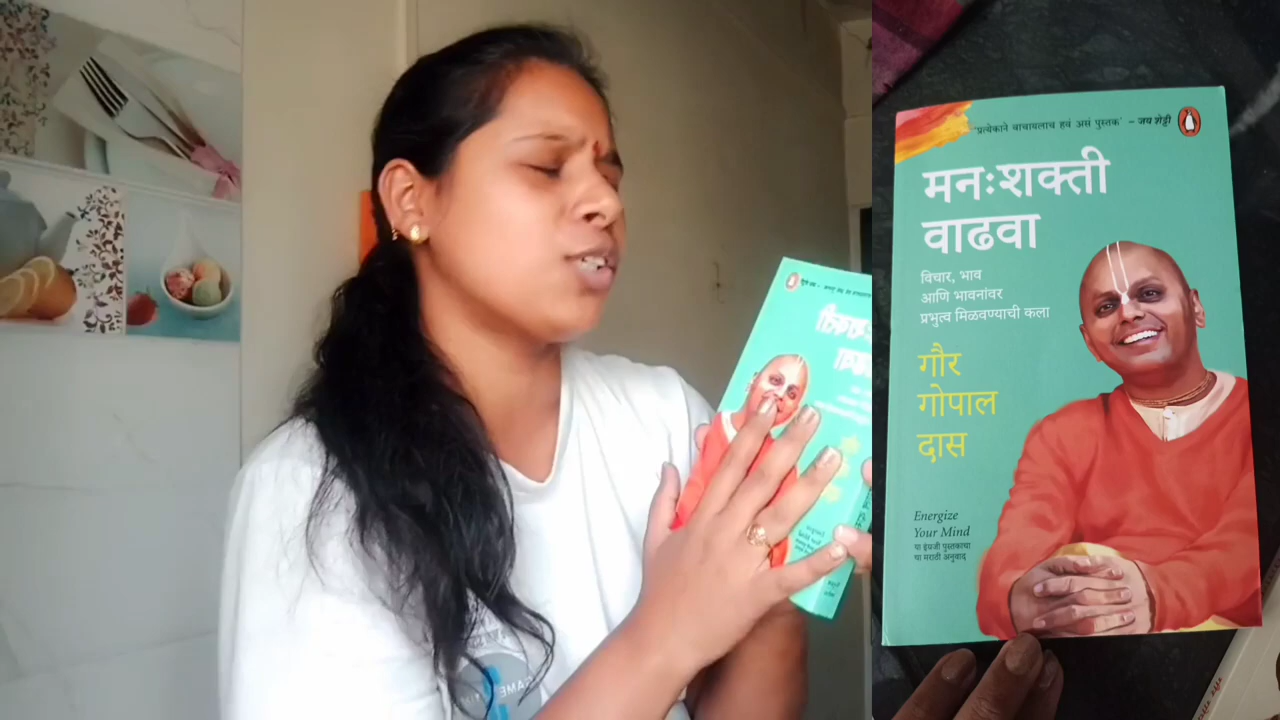 'प्रत्येकाने वाचायलाच हवं असं पुस्तक' – जय शेट्टी
मनःशक्ती
वाढवा
विचार, भाव
आणि भावनांवर
प्रभुत्व मिळवण्याची कला
गौर
गोपाल
दास
Energize
Your Mind
या इंग्रजी पुस्तकाचा
चा मराठी अनुवाद